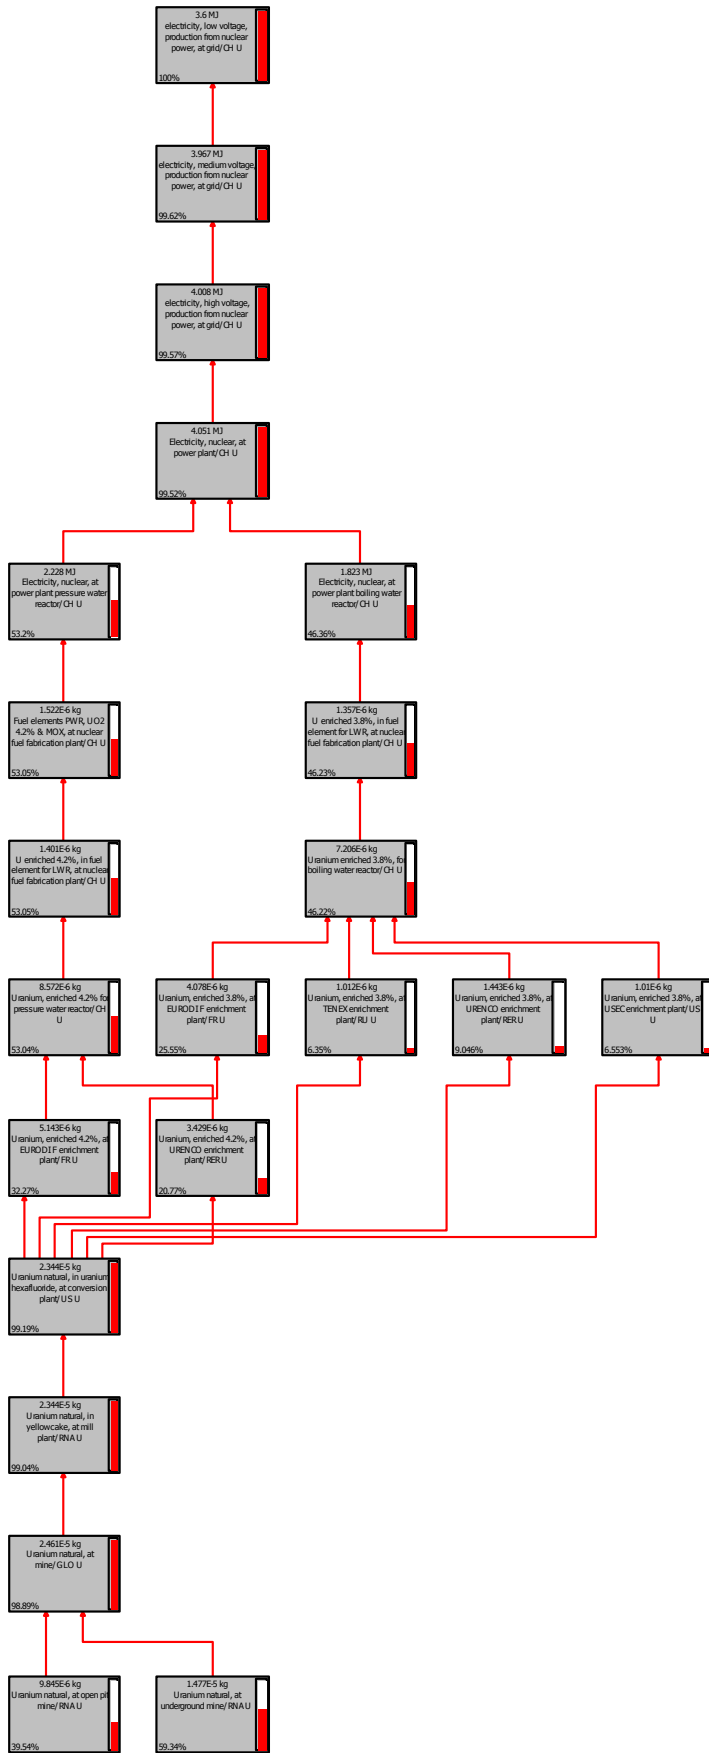 3.6 MJ
electricity, low voltage,
production from nuclear
power, at grid/CH U
100%
3.967 MJ
electricity, medium voltage,
production from nuclear
power, at grid/CH U
99.62%
4.008 MJ
electricity, high voltage,
production from nuclear
power, at grid/CH U
99.57%
4.051 MJ
Electricity, nuclear, at
power plant/CH U
99.52%
2.228 MJ
Electricity, nuclear, at
power plant pressure water
reactor/CH U
53.2%
1.823 MJ
Electricity, nuclear, at
power plant boiling water
reactor/CH U
46.36%
1.522E-6 kg
Fuel elements PWR, UO2
4.2% & MOX, at nuclear
fuel fabrication plant/CH U
53.05%
1.357E-6 kg
U enriched 3.8%, in fuel
element for LWR, at nuclear
fuel fabrication plant/CH U
46.23%
1.401E-6 kg
U enriched 4.2%, in fuel
element for LWR, at nuclear
fuel fabrication plant/CH U
53.05%
7.206E-6 kg
Uranium enriched 3.8%, for
boiling water reactor/CH U
46.22%
8.572E-6 kg
Uranium, enriched 4.2% for
pressure water reactor/CH
U
53.04%
4.078E-6 kg
Uranium, enriched 3.8%, at
EURODIF enrichment
plant/FR U
25.55%
1.012E-6 kg
Uranium, enriched 3.8%, at
TENEX enrichment
plant/RU U
6.35%
1.443E-6 kg
Uranium, enriched 3.8%, at
URENCO enrichment
plant/RER U
9.046%
1.01E-6 kg
Uranium, enriched 3.8%, at
USEC enrichment plant/US
U
6.553%
5.143E-6 kg
Uranium, enriched 4.2%, at
EURODIF enrichment
plant/FR U
32.27%
3.429E-6 kg
Uranium, enriched 4.2%, at
URENCO enrichment
plant/RER U
20.77%
2.344E-5 kg
Uranium natural, in uranium
hexafluoride, at conversion
plant/US U
99.19%
2.344E-5 kg
Uranium natural, in
yellowcake, at mill
plant/RNA U
99.04%
2.461E-5 kg
Uranium natural, at
mine/GLO U
98.89%
9.845E-6 kg
Uranium natural, at open pit
mine/RNA U
39.54%
1.477E-5 kg
Uranium natural, at
underground mine/RNA U
59.34%